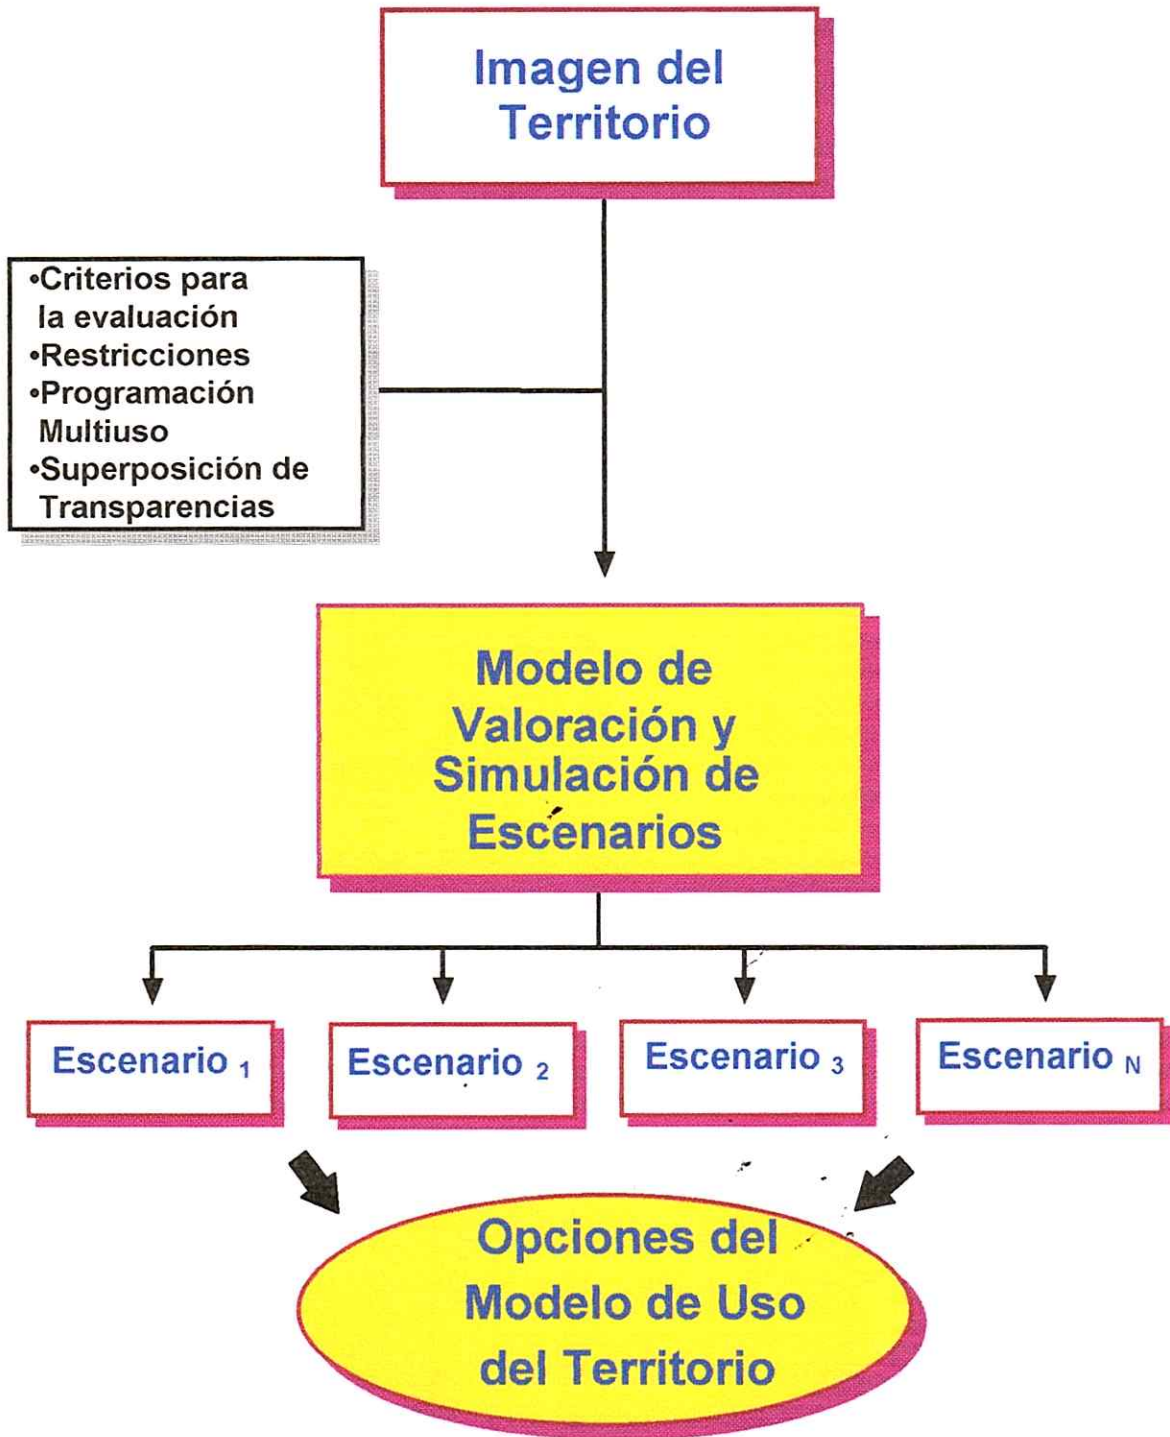 Imagen del
Territorio
•Criterios para
la evaluación
•Restricciones
•Programación
Multiuso
•Superposición de
Transparencias
Modelo de
Valoración y
Simulación de
Escenarios
Escenario 1
Escenario 2
Escenario 3
Escenario N
Opciones del
Modelo de Uso
del Territorio